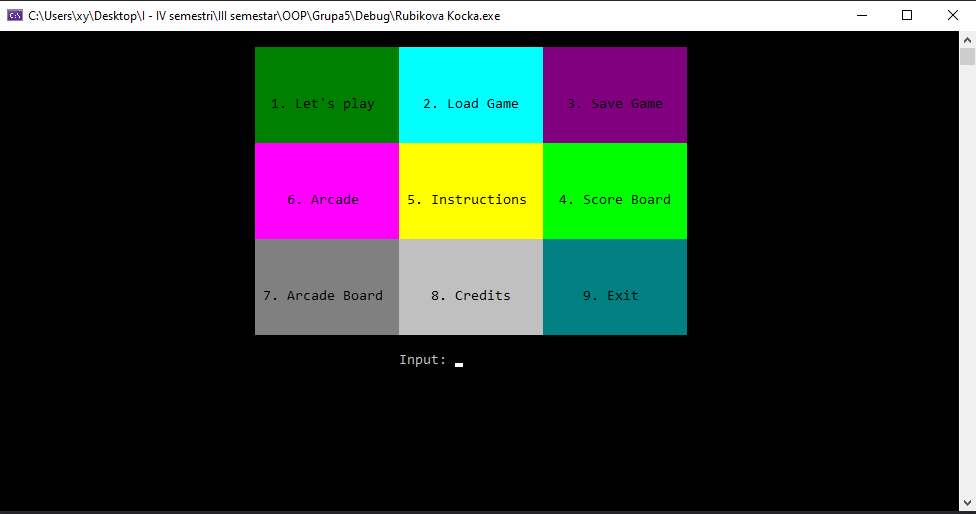 C:\Users\xy\Desktop\I - IV semestri\III semestar\OOP\Grupa5\Debug\Rubikova Kocka.exe
1. Let's play 2. Load Game 3. Save Game
6. Arcade 5. Instructions 4. Score Board
7. Arcade Board 8. Credits 9. Exit
Input: